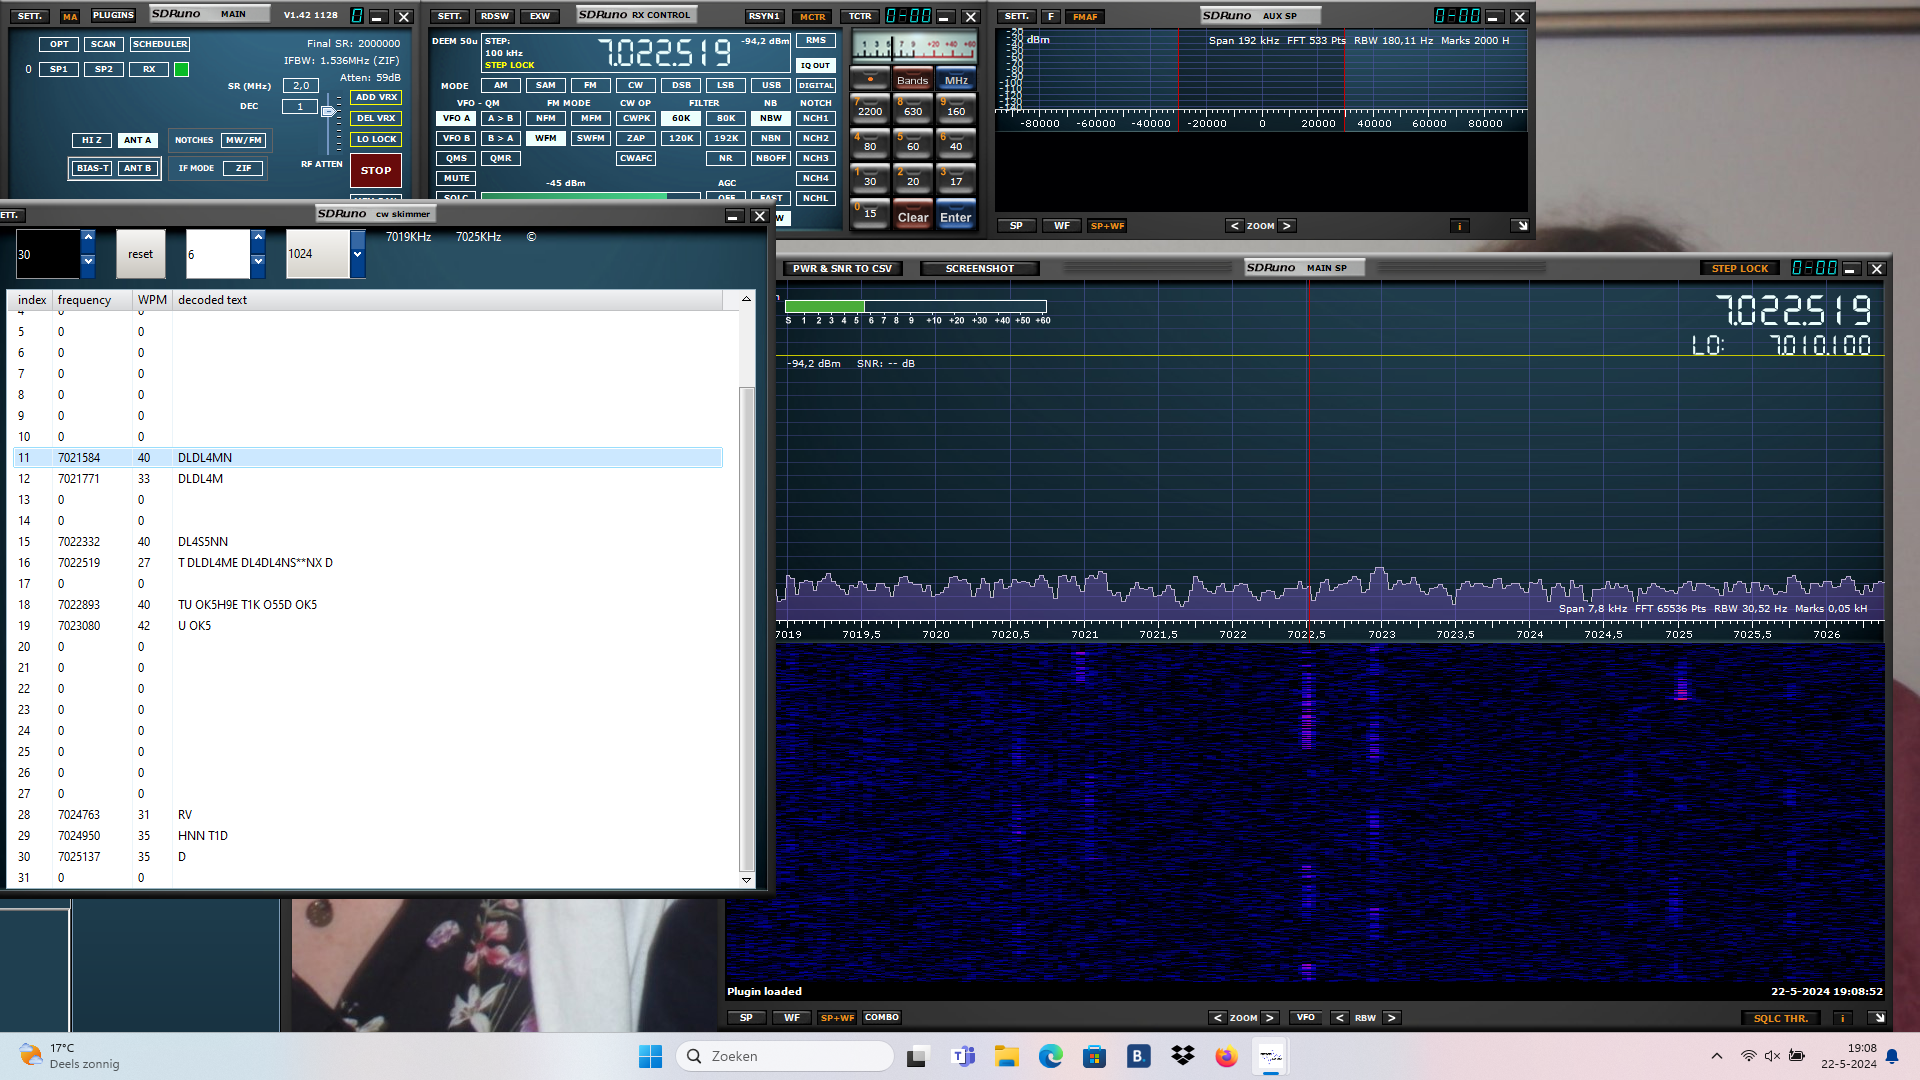 SETT. MA PLUGINS SDRuno MAIN V1.42 1128 0
OPT SCAN SCHEDULER
0 SP1 SP2 RX
Final SR: 2000000
IFBW: 1.536MHz (ZIF)
Atten: 59dB
SR (MHz) 2,0
DEC 1
ADD VRX
DEL VRX
LO LOCK
HI Z ANT A NOTCHES MW/FM
BIAS-T ANT B IF MODE ZIF
RF ATTEN
STOP
SETT. RDSW EXW SDRuno RX CONTROL RSYN1 MCTR TCTR 0-00
DEEM 50u STEP:
100 kHz
STEP LOCK
7.022.519
-94,2 dBm
RMS
IQ OUT
MODE AM SAM FM CW DSB LSB USB DIGITAL
VFO - QM FM MODE CW OP FILTER NB NOTCH
VFO A A > B NFM MFM CWPK 60K 80K NBW NCH1
VFO B B > A WFM SWFM ZAP 120K 192K NBN NCH2
QMS QMR CWAFC NR NBOFF NCH3
MUTE NCH4
-45 dBm AGC
NCHL
1 3 5 7 9 +20 +40 +60
Bands MHz
7 2200 8 630 9 160
4 80 5 60 6 40
1 30 2 20 3 17
0 15 Clear Enter
SETT. F FMAF SDRuno AUX SP 0-00
dBm
Span 192 kHz FFT 533 Pts RBW 180,11 Hz Marks 2000 H
-80000 -60000 -40000 -20000 0 20000 40000 60000 80000
SP WF SP+WF < ZOOM > i
ETT. SDRuno cw skimmer
30 reset 6 1024 7019KHz 7025KHz ©
index frequency WPM decoded text
5 0 0
6 0 0
7 0 0
8 0 0
9 0 0
10 0 0
11 7021584 40 DLDL4MN
12 7021771 33 DLDL4M
13 0 0
14 0 0
15 7022332 40 DL4S5NN
16 7022519 27 T DLDL4ME DL4DL4NS**NX D
17 0 0
18 7022893 40 TU OK5H9E T1K O55D OK5
19 7023080 42 U OK5
20 0 0
21 0 0
22 0 0
23 0 0
24 0 0
25 0 0
26 0 0
27 0 0
28 7024763 31 RV
29 7024950 35 HNN T1D
30 7025137 35 D
31 0 0
PWR & SNR TO CSV SCREENSHOT SDRuno MAIN SP STEP LOCK 0-00
S 1 2 3 4 5 6 7 8 9 +10 +20 +30 +40 +50 +60
7.022.519
LO: 7.010.100
-94,2 dBm SNR: -- dB
Span 7,8 kHz FFT 65536 Pts RBW 30,52 Hz Marks 0,05 kH
7019 7019,5 7020 7020,5 7021 7021,5 7022 7022,5 7023 7023,5 7024 7024,5 7025 7025,5 7026
Plugin loaded 22-5-2024 19:08:52
SP WF SP+WF COMBO < ZOOM > VFO < RBW > SQLC THR. i
17°C
Deels zonnig
Zoeken
B.
19:08
22-5-2024